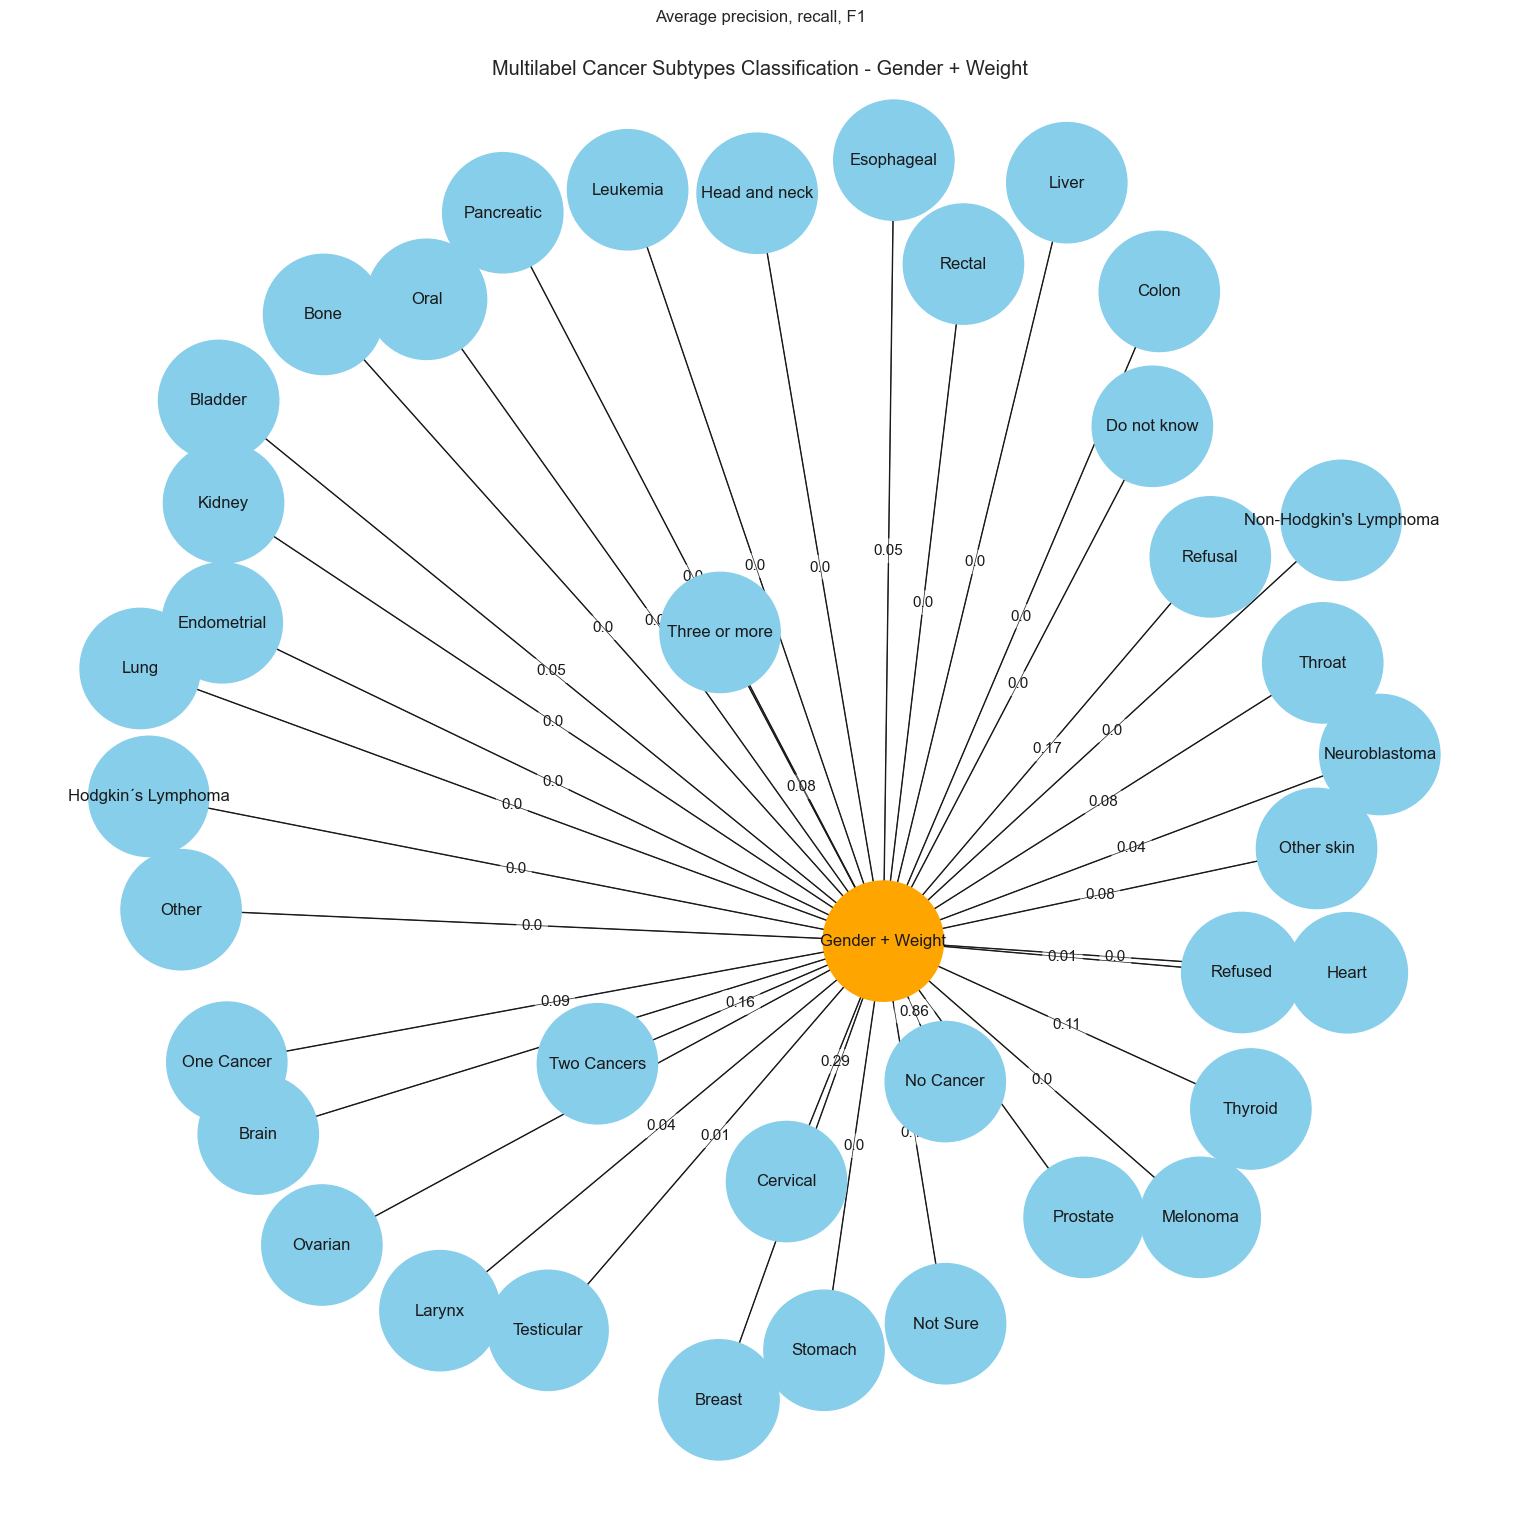 Average precision, recall, F1
Multilabel Cancer Subtypes Classification - Gender + Weight
Esophageal
Liver
Leukemia
Head and neck
Pancreatic
Rectal
Colon
Oral
Bone
Bladder
Do not know
Kidney
Non-Hodgkin's Lymphoma
0.05
Refusal
0.0
0.0
0.0
0.0
0.0
0.0
Endometrial
0.0
Three or more
Throat
Lung
0.05
0.0
0.0
0.0
0.17
Neuroblastoma
0.0
0.08
Hodgkin´s Lymphoma
0.0
0.08
0.04
Other skin
0.0
0.08
Other
0.0
Gender + Weight
0.01
0.0
Refused
Heart
0.09
0.16
0.86
0.11
One Cancer
Two Cancers
0.29
No Cancer
0.0
Thyroid
Brain
0.04
0.01
0.0
Cervical
Prostate
Melonoma
Ovarian
Larynx
Testicular
Not Sure
Stomach
Breast